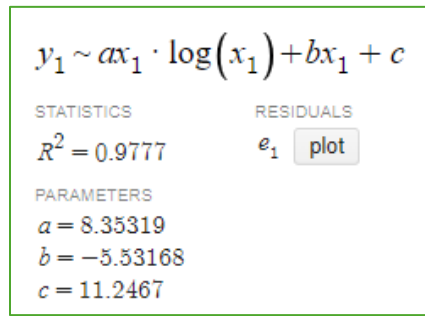 y₁ ~ ax₁ · log(x₁)+bx₁ + c
STATISTICS RESIDUALS
R² = 0.9777 e₁ plot
PARAMETERS
a = 8.35319
b = −5.53168
c = 11.2467